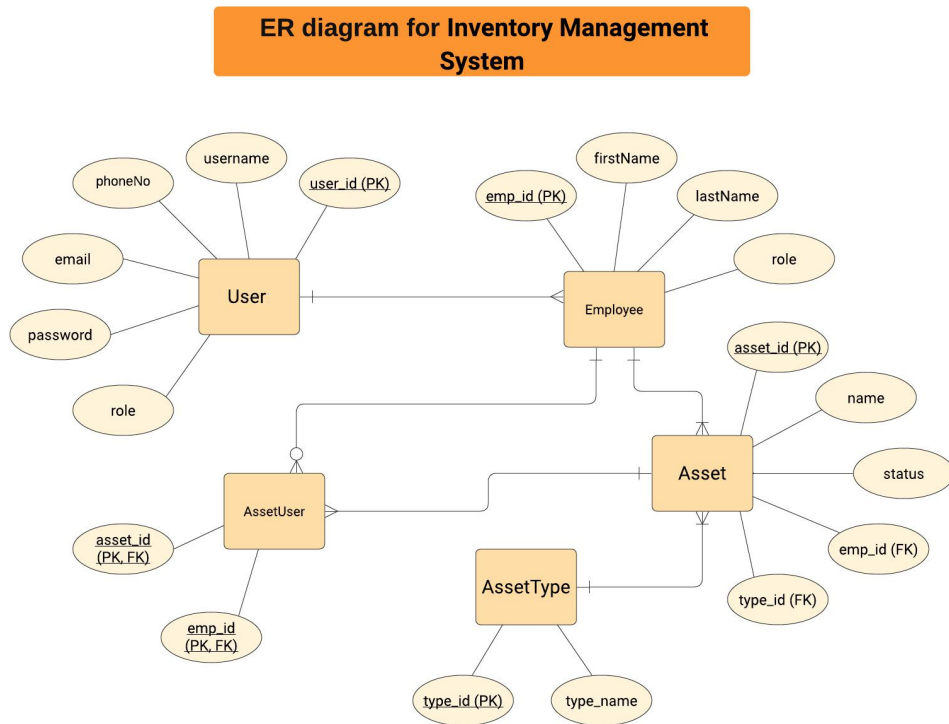 ER diagram for Inventory Management
System
username
firstName
phoneNo
user_id (PK)
emp_id (PK)
lastName
email
User
Employee
role
password
role
asset_id (PK)
name
Asset
status
AssetUser
asset_id
(PK, FK)
emp_id (FK)
AssetType
type_id (FK)
emp_id
(PK, FK)
type_id (PK)
type_name